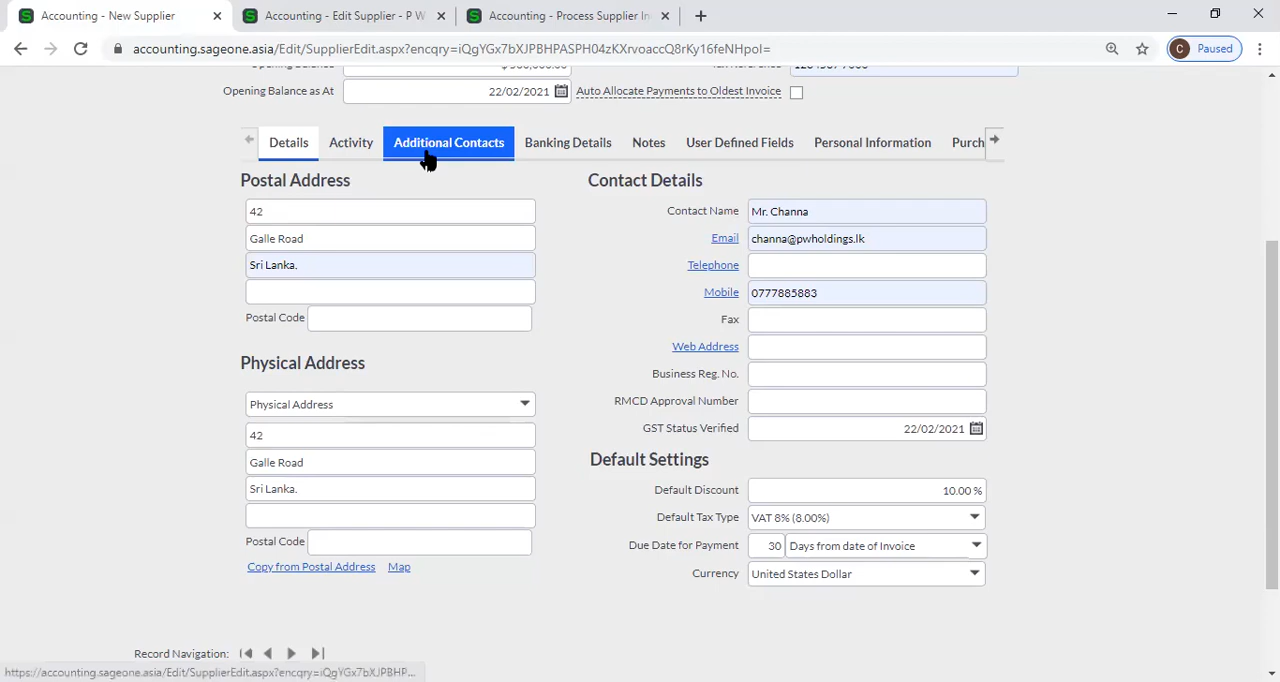 Accounting - New Supplier
Accounting - Edit Supplier - P W
Accounting - Process Supplier In
Paused
accounting.sageone.asia/Edit/SupplierEdit.aspx?encqry=iQgYGx7bXJPBHPASPH04zKXrvoaccQ8rKy16feNHpoI=
C
Opening Balance as At 22/02/2021 Auto Allocate Payments to Oldest Invoice
Details Activity Additional Contacts Banking Details Notes User Defined Fields Personal Information Purch
Postal Address
42
Galle Road
Sri Lanka.
Postal Code
Physical Address
Physical Address
42
Galle Road
Sri Lanka.
Postal Code
Copy from Postal Address Map
Contact Details
Contact Name Mr. Channa
Email channa@pwholdings.lk
Telephone
Mobile 0777885883
Fax
Web Address
Business Reg. No.
RMCD Approval Number
GST Status Verified 22/02/2021
Default Settings
Default Discount 10.00 %
Default Tax Type VAT 8% (8.00%)
Due Date for Payment 30 Days from date of Invoice
Currency United States Dollar
Record Navigation:
https://accounting.sageone.asia/Edit/SupplierEdit.aspx?encqry=iQgYGx7bXJPBHP...